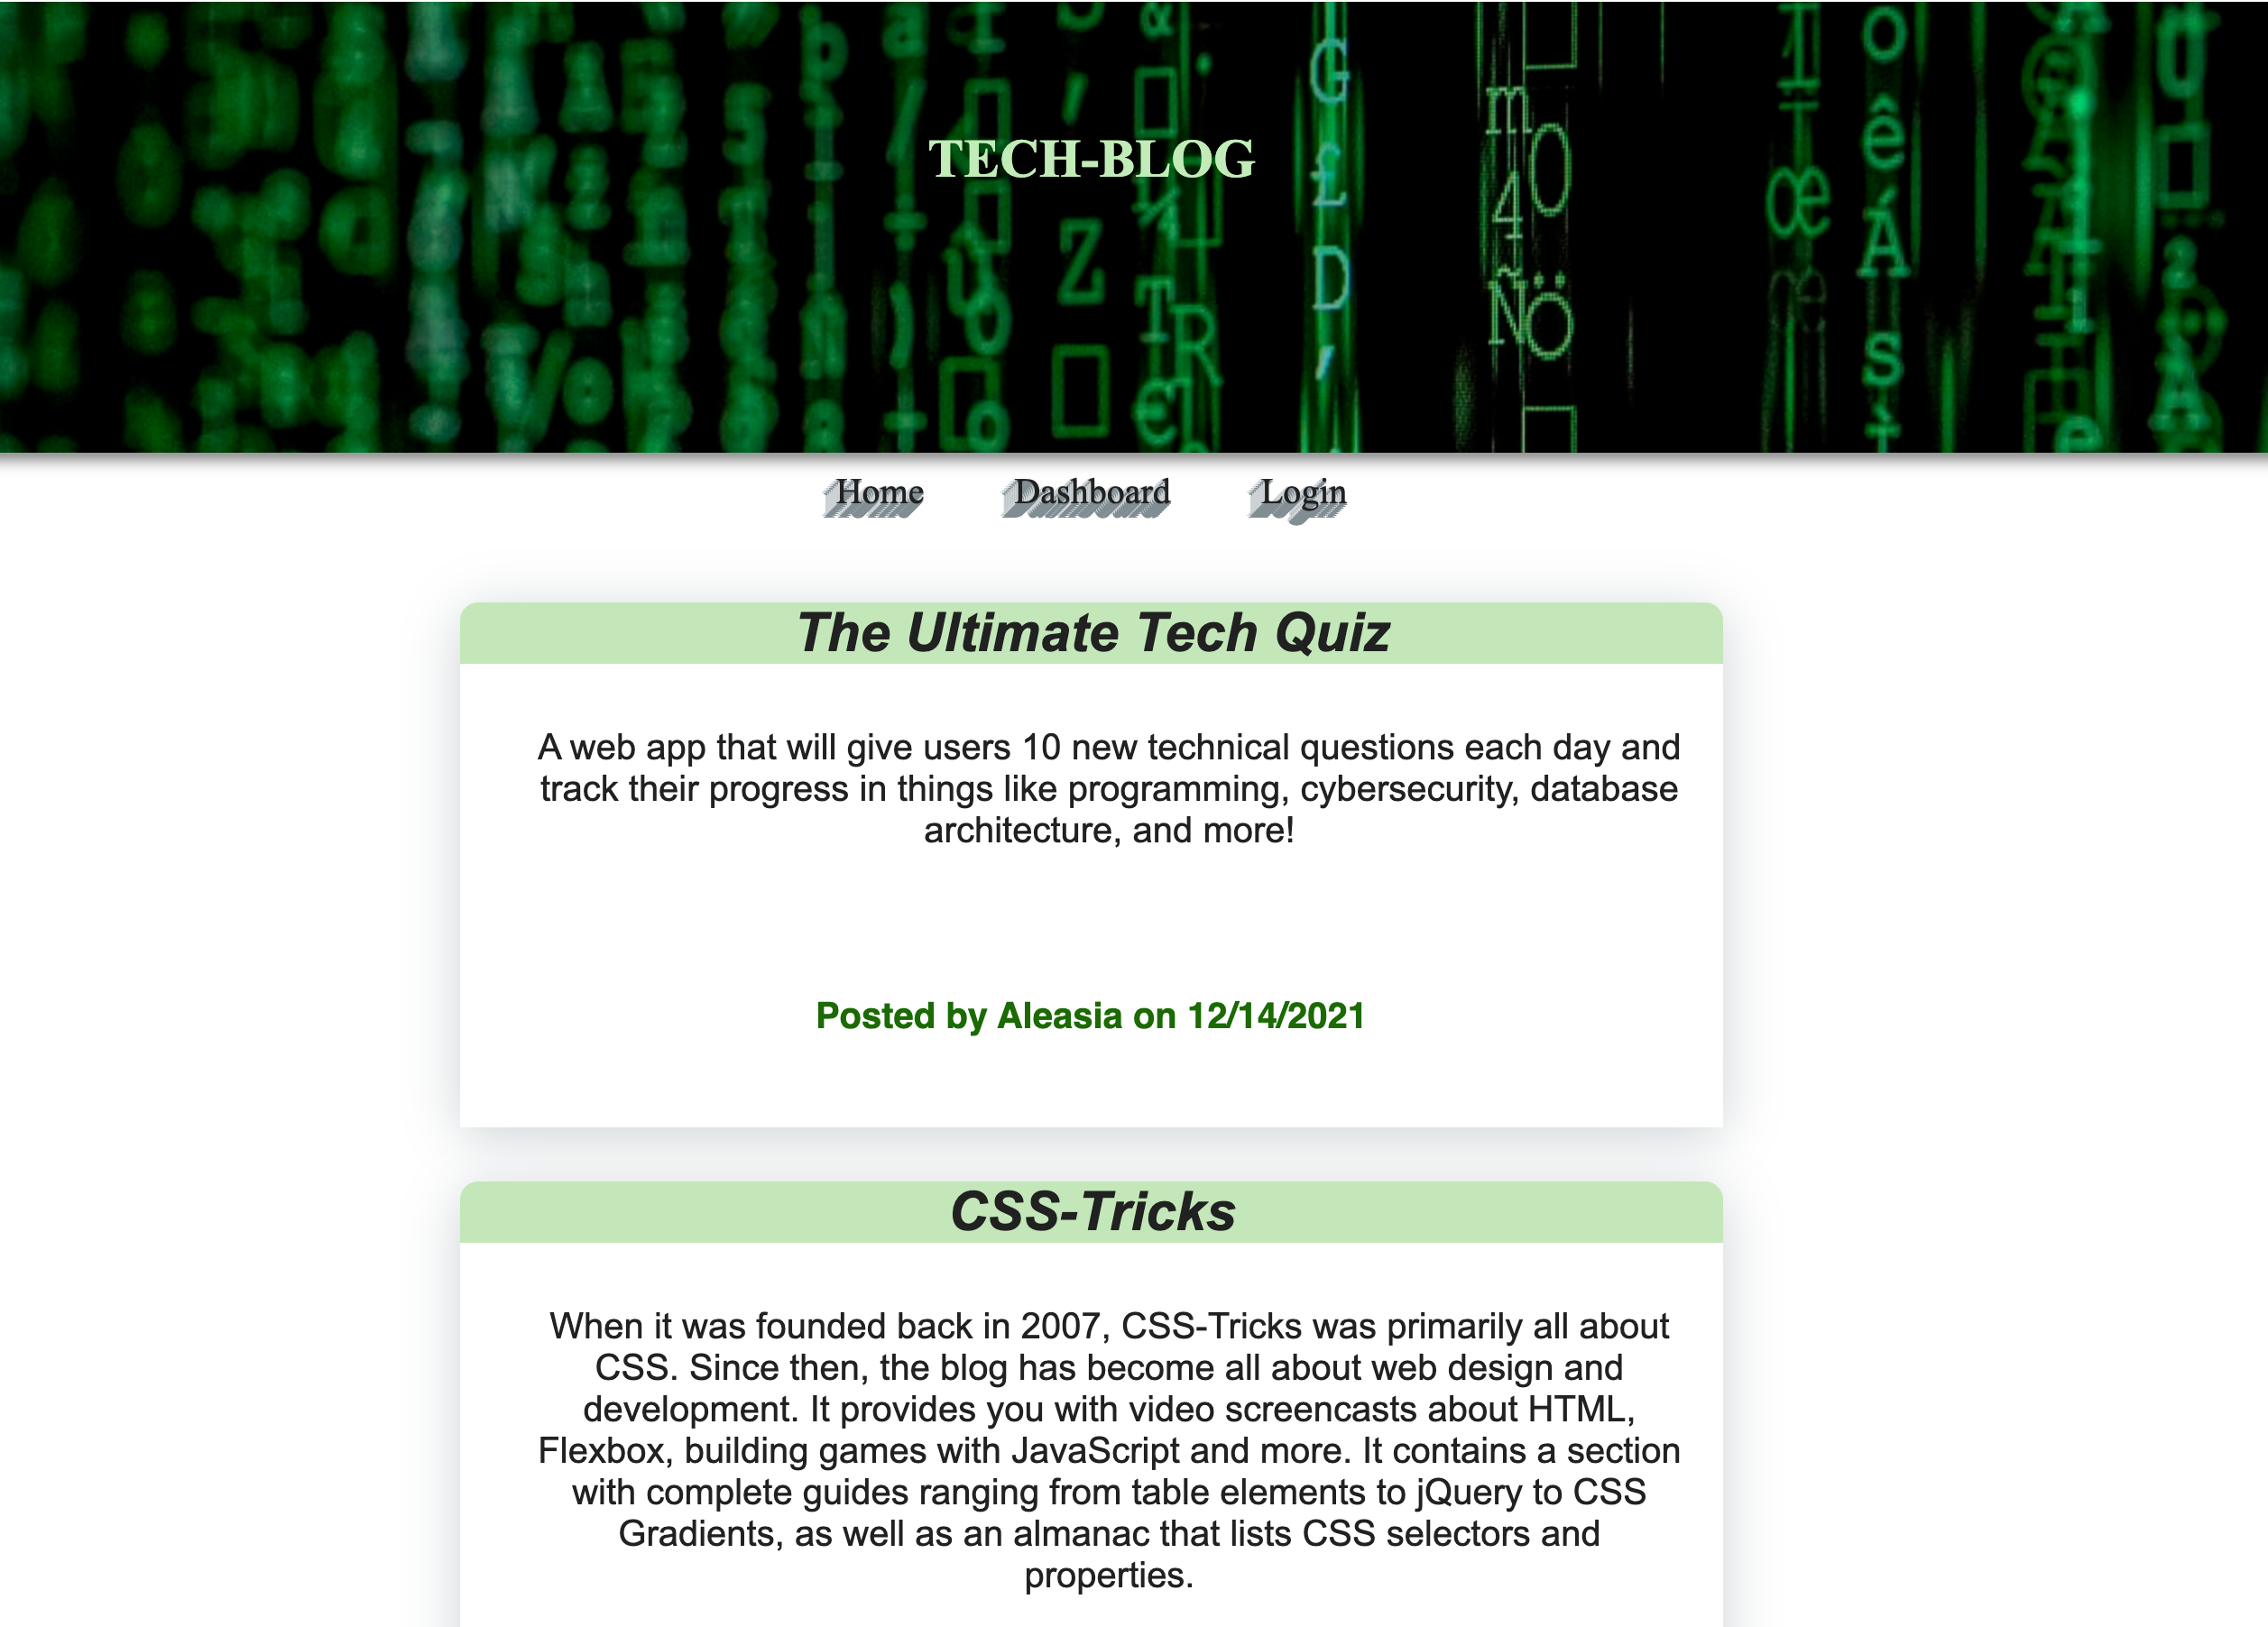 TECH-BLOG
Home Dashboard Login
The Ultimate Tech Quiz
A web app that will give users 10 new technical questions each day and
track their progress in things like programming, cybersecurity, database
architecture, and more!
Posted by Aleasia on 12/14/2021
CSS-Tricks
When it was founded back in 2007, CSS-Tricks was primarily all about
CSS. Since then, the blog has become all about web design and
development. It provides you with video screencasts about HTML,
Flexbox, building games with JavaScript and more. It contains a section
with complete guides ranging from table elements to jQuery to CSS
Gradients, as well as an almanac that lists CSS selectors and
properties.